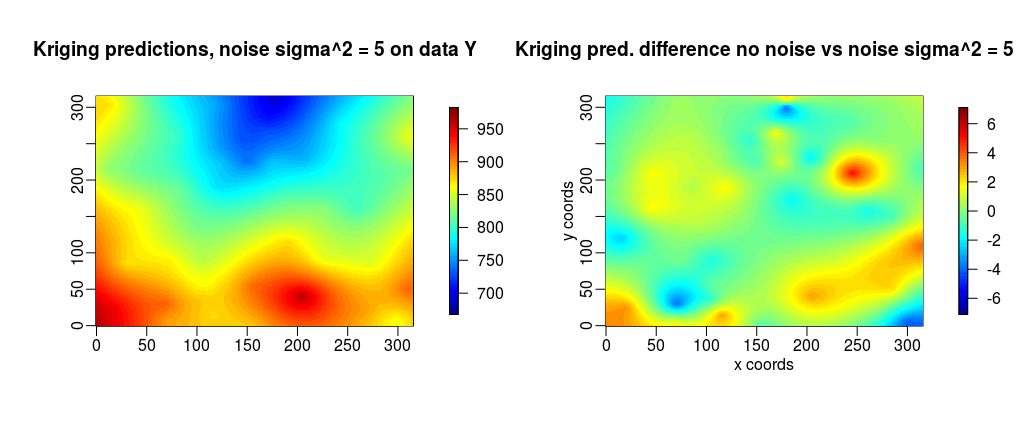 Kriging predictions, noise sigma^2 = 5 on data Y
0 50 100 200 300
0 50 100 150 200 250 300
950
900
850
800
750
700
Kriging pred. difference no noise vs noise sigma^2 = 5
y coords
0 50 100 200 300
0 50 100 150 200 250 300
x coords
6
4
2
0
-2
-4
-6